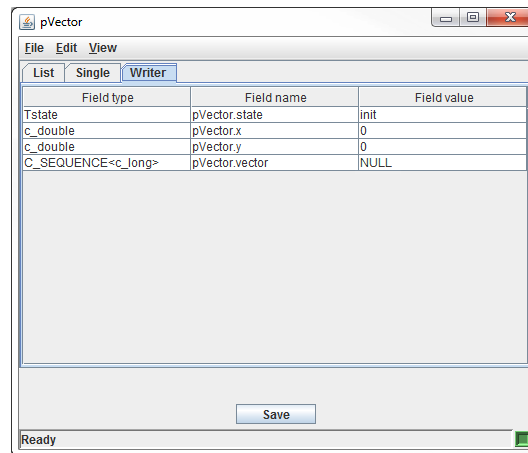 pVector
File Edit View
List Single Writer
Field type Field name Field value
Tstate pVector.state init
c_double pVector.x 0
c_double pVector.y 0
C_SEQUENCE<c_long> pVector.vector NULL
Save
Ready